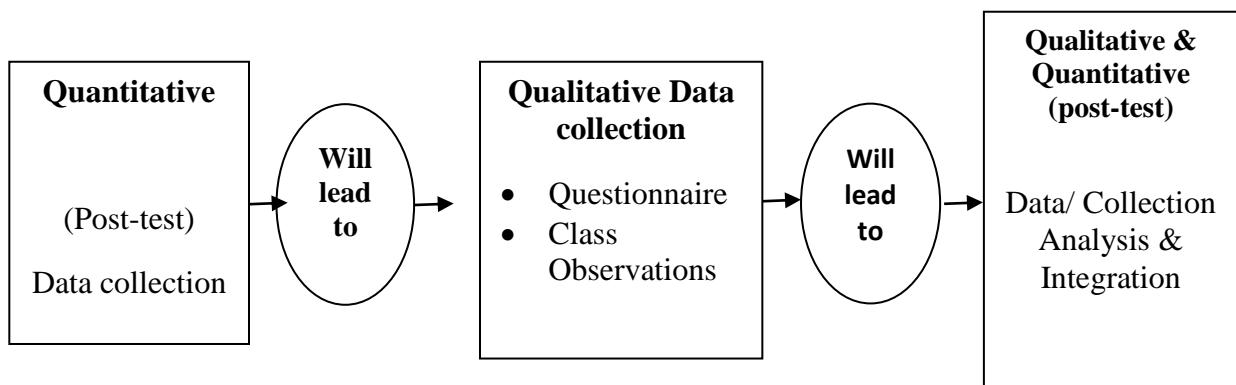 Quantitative
(Post-test)
Data collection
Will
lead
to
Qualitative Data
collection
• Questionnaire
• Class
Observations
Will
lead
to
Qualitative &
Quantitative
(post-test)
Data/ Collection
Analysis &
Integration